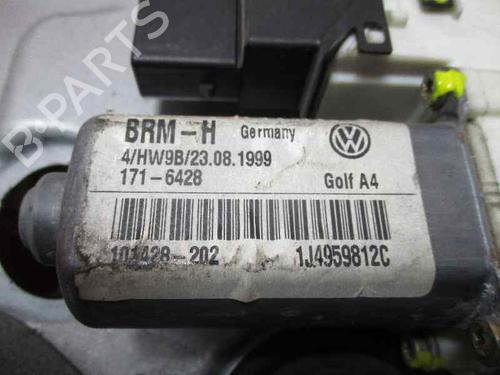 B-PARTS
BRM-H Germany
4/HW9B/23.08.1999
171-6428 Golf A4
101428-202 1J4959812C